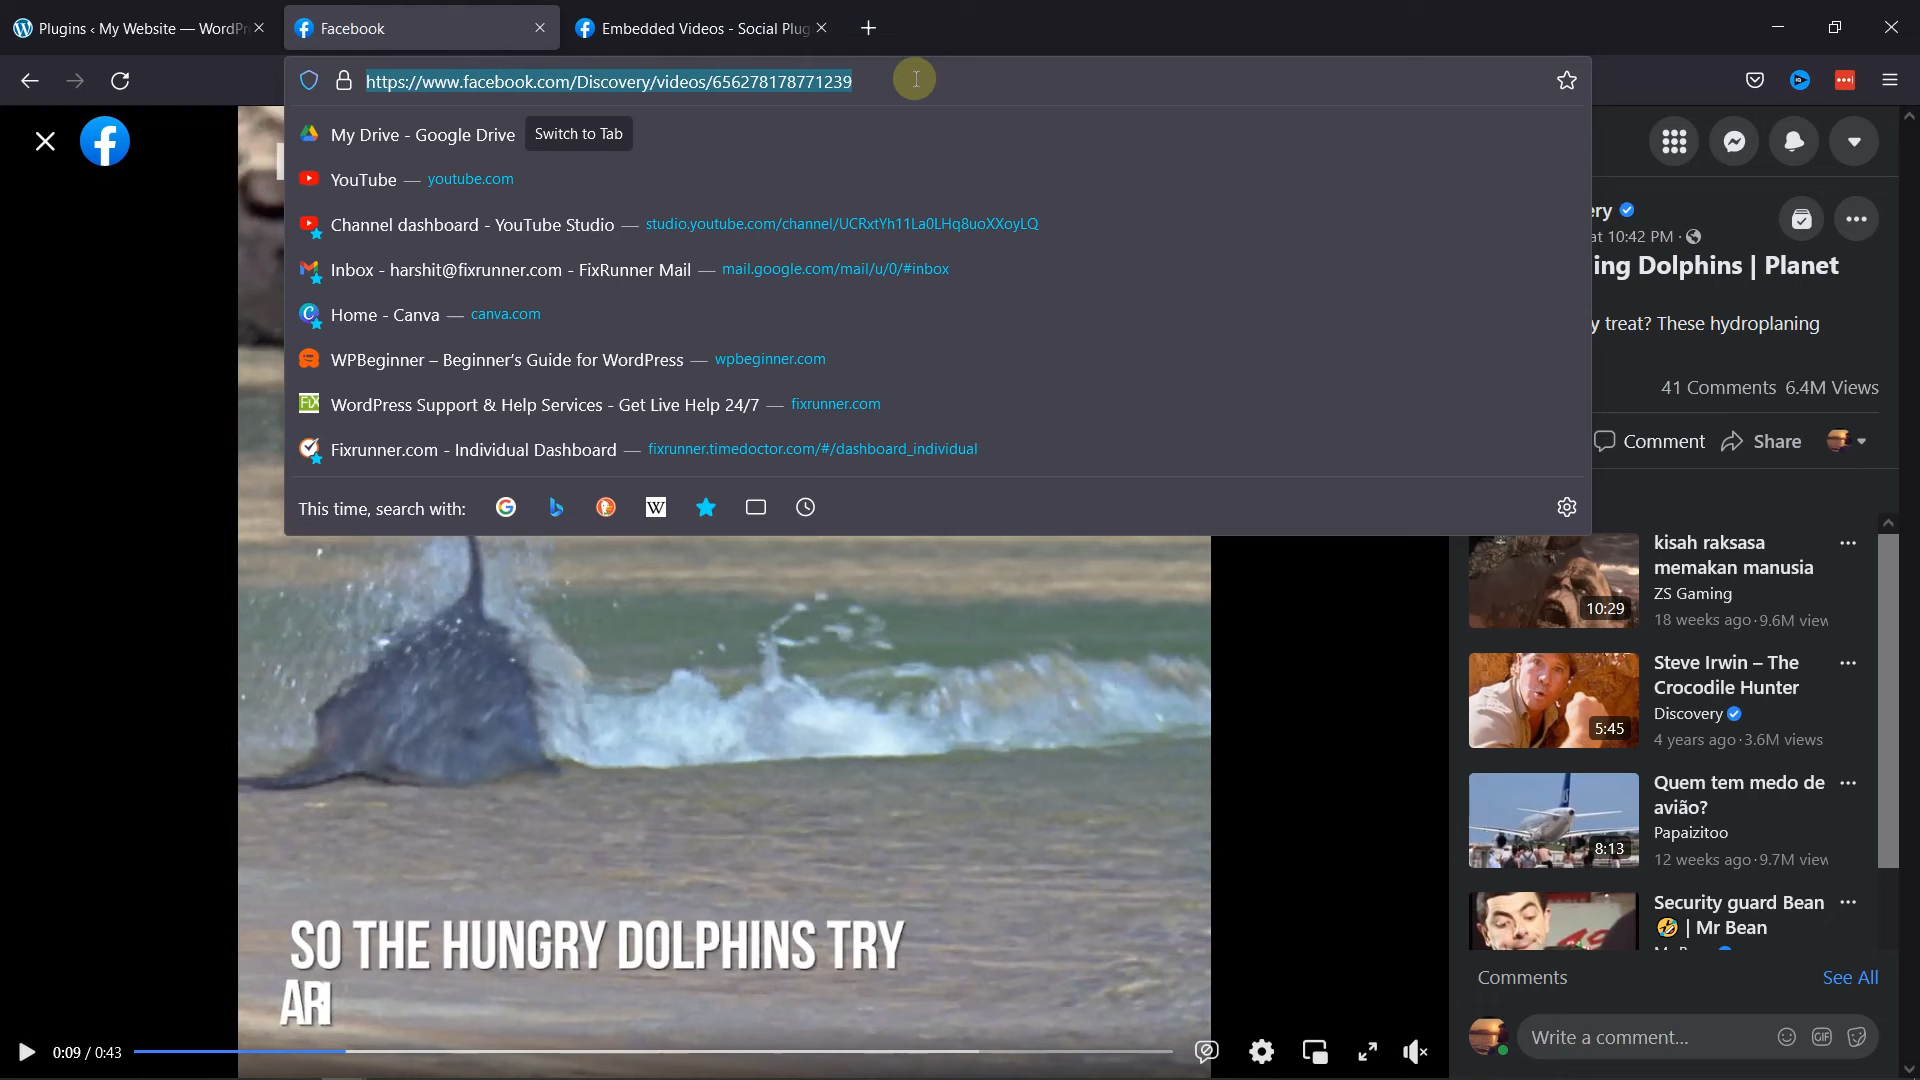 Plugins ‹ My Website — WordPr
Facebook
Embedded Videos - Social Plug
https://www.facebook.com/Discovery/videos/656278178771239
My Drive - Google Drive Switch to Tab
YouTube — youtube.com
Channel dashboard - YouTube Studio — studio.youtube.com/channel/UCRxtYh11La0LHq8uoXXoyLQ
Inbox - harshit@fixrunner.com - FixRunner Mail — mail.google.com/mail/u/0/#inbox
Home - Canva — canva.com
WPBeginner – Beginner's Guide for WordPress — wpbeginner.com
WordPress Support & Help Services - Get Live Help 24/7 — fixrunner.com
Fixrunner.com - Individual Dashboard — fixrunner.timedoctor.com/#/dashboard_individual
This time, search with:
ry
at 10:42 PM ·
ing Dolphins | Planet
y treat? These hydroplaning
41 Comments 6.4M Views
Comment Share
kisah raksasa
memakan manusia
ZS Gaming
18 weeks ago · 9.6M view
10:29
Steve Irwin – The
Crocodile Hunter
Discovery
4 years ago · 3.6M views
5:45
Quem tem medo de
avião?
Papaizitoo
12 weeks ago · 9.7M view
8:13
Security guard Bean
🤣 | Mr Bean
Comments See All
Write a comment...
GIF
SO THE HUNGRY DOLPHINS TRY
0:09 / 0:43